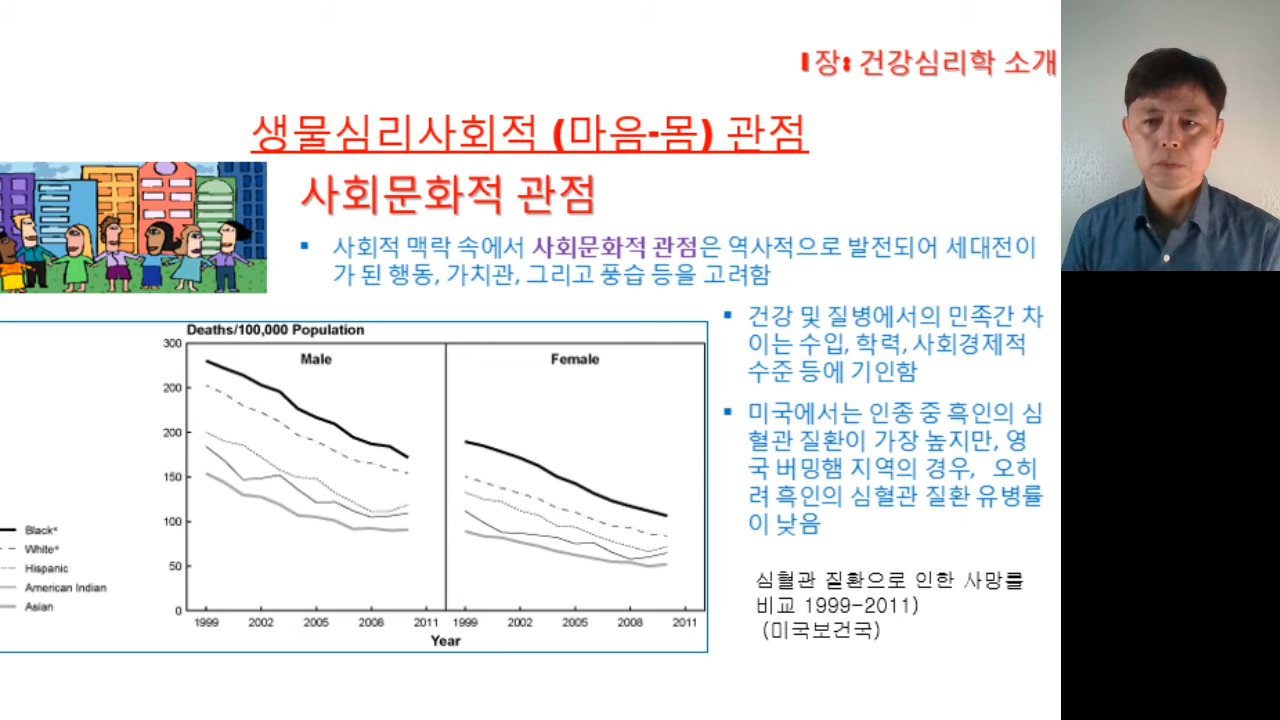 1장: 건강심리학 소개
생물심리사회적 (마음-몸) 관점
사회문화적 관점
▪ 사회적 맥락 속에서 사회문화적 관점은 역사적으로 발전되어 세대전이
가 된 행동, 가치관, 그리고 풍습 등을 고려함
▪ 건강 및 질병에서의 민족간 차
이는 수입, 학력, 사회경제적
수준 등에 기인함
▪ 미국에서는 인종 중 흑인의 심
혈관 질환이 가장 높지만, 영
국 버밍햄 지역의 경우, 오히
려 흑인의 심혈관 질환 유병률
이 낮음
심혈관 질환으로 인한 사망률
비교 1999-2011)
(미국보건국)
Deaths/100,000 Population
Male Female
300
200
200
150
100
50
0
1999 2002 2005 2008 2011 1999 2002 2005 2008 2011
Year
Black*
White*
Hispanic
American Indian
Asian